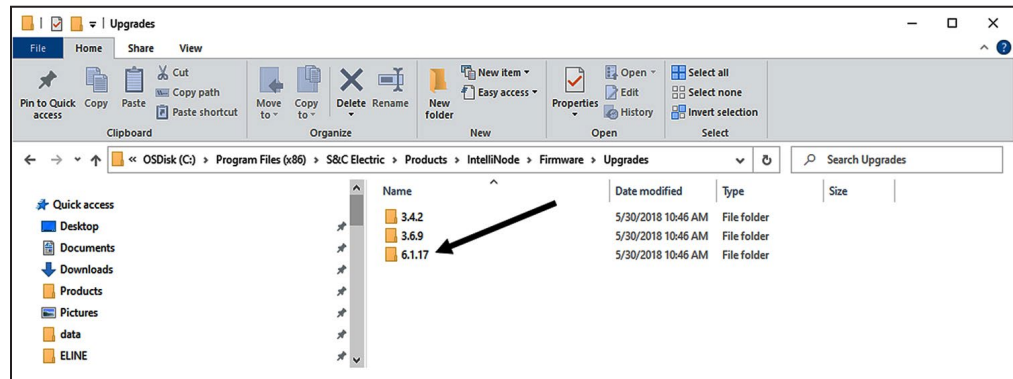 Upgrades
File Home Share View
Pin to Quick access
Copy
Paste
Cut
Copy path
Paste shortcut
Clipboard
Move to
Copy to
Delete
Rename
Organize
New folder
New item
Easy access
New
Properties
Open
Edit
History
Open
Select all
Select none
Invert selection
Select
« OSDisk (C:) > Program Files (x86) > S&C Electric > Products > IntelliNode > Firmware > Upgrades
Search Upgrades
Quick access
Desktop
Documents
Downloads
Products
Pictures
data
ELINE
Name Date modified Type Size
3.4.2 5/30/2018 10:46 AM File folder
3.6.9 5/30/2018 10:46 AM File folder
6.1.17 5/30/2018 10:46 AM File folder